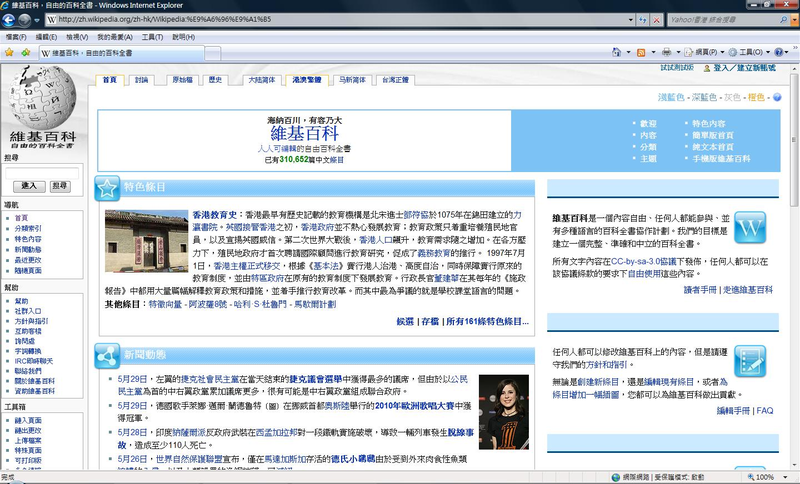 維基百科，自由的百科全書 - Windows Internet Explorer
http://zh.wikipedia.org/zh-hk/Wikipedia:%E9%A6%96%E9%A1%B5
Yahoo!香港 綜合搜尋
檔案(F) 編輯(E) 檢視(V) 我的最愛(A) 工具(T) 說明(H)
維基百科，自由的百科全書
網頁(P) 工具(O)
試試測試版 登入／建立新帳號
首頁 討論 原始檔 歷史 大陆简体 港澳繁體 马新简体 台灣正體
淺藍色 - 深藍色 - 灰色 - 橙色 -
維基百科
自由的百科全書
搜尋
進入 搜尋
導航
首頁
分類索引
特色內容
新聞動態
最近更改
隨機頁面
幫助
幫助
社群入口
方針與指引
互助客棧
詢問處
字詞轉換
IRC即時聊天
聯絡我們
關於維基百科
資助維基百科
工具箱
鏈入頁面
鏈出更改
上傳檔案
特殊頁面
可打印版
海納百川，有容乃大
維基百科
人人可編輯的自由百科全書
已有310,652篇中文條目
歡迎
內容
分類
主題
特色內容
簡單版首頁
純文本首頁
手機版維基百科
特色條目
香港教育史：香港最早有歷史記載的教育機構是北宋進士鄧符協於1075年在錦田建立的力
瀛書院。英國接管香港之初，香港政府並不熱心發展教育；教育政策只着重培養殖民地官
員，以及宣揚英國威信。第二次世界大戰後，香港人口飆升，教育需求隨之增加。在各方壓
力下，殖民地政府才首次聘請國際顧問進行教育研究，促成了義務教育的推行。 1997年7
月1日，香港主權正式移交，根據《基本法》實行港人治港，高度自治，同時保障實行原來的
教育制度，並由特區政府在原有的教育制度下發展教育。行政長官董建華在其每年的《施政
報告》中都用大量篇幅解釋教育政策和措施，並着手推行教育改革。而其中最為爭議的就是學校課堂語言的問題。
其他條目：特徵向量 - 阿波羅8號 - 哈利·S·杜魯門 - 馬歇爾計劃
候選 | 存檔 | 所有161條特色條目...
新聞動態
5月29日，左翼的捷克社會民主黨在當天結束的捷克議會選舉中獲得最多的議席，但由於以公民
民主黨為首的中右翼政黨累加議席更多，很有可能是中右翼政黨組成聯合政府。
5月29日，德國歌手萊娜·邁爾·蘭德魯特（圖）在挪威首都奧斯陸舉行的2010年歐洲歌唱大賽中獲
得冠軍。
5月28日，印度納薩爾派反政府武裝在西孟加拉邦對一段鐵軌實施破壞，導致一輛列車發生脫線事
故，造成至少110人死亡。
5月26日，世界自然保護聯盟宣布，僅在馬達加斯加存活的德氏小鸊鷉由於受到外來肉食性魚類
維基百科是一個內容自由、任何人都能參與、並
有多種語言的百科全書協作計劃。我們的目標是
建立一個完整、準確和中立的百科全書。
所有文字內容在CC-by-sa-3.0協議下發佈，任何人都可以在
該協議條款的要求下自由使用這些內容。
讀者手冊 | 走進維基百科
任何人都可以修改維基百科上的內容，但是請遵
守我們的方針和指引。
無論是創建新條目，還是編輯現有條目，或者為
條目增加一幅插圖，您都可以為維基百科做出貢獻。
編輯手冊 | FAQ
完成
網際網路 | 受保護模式: 啟動
100%